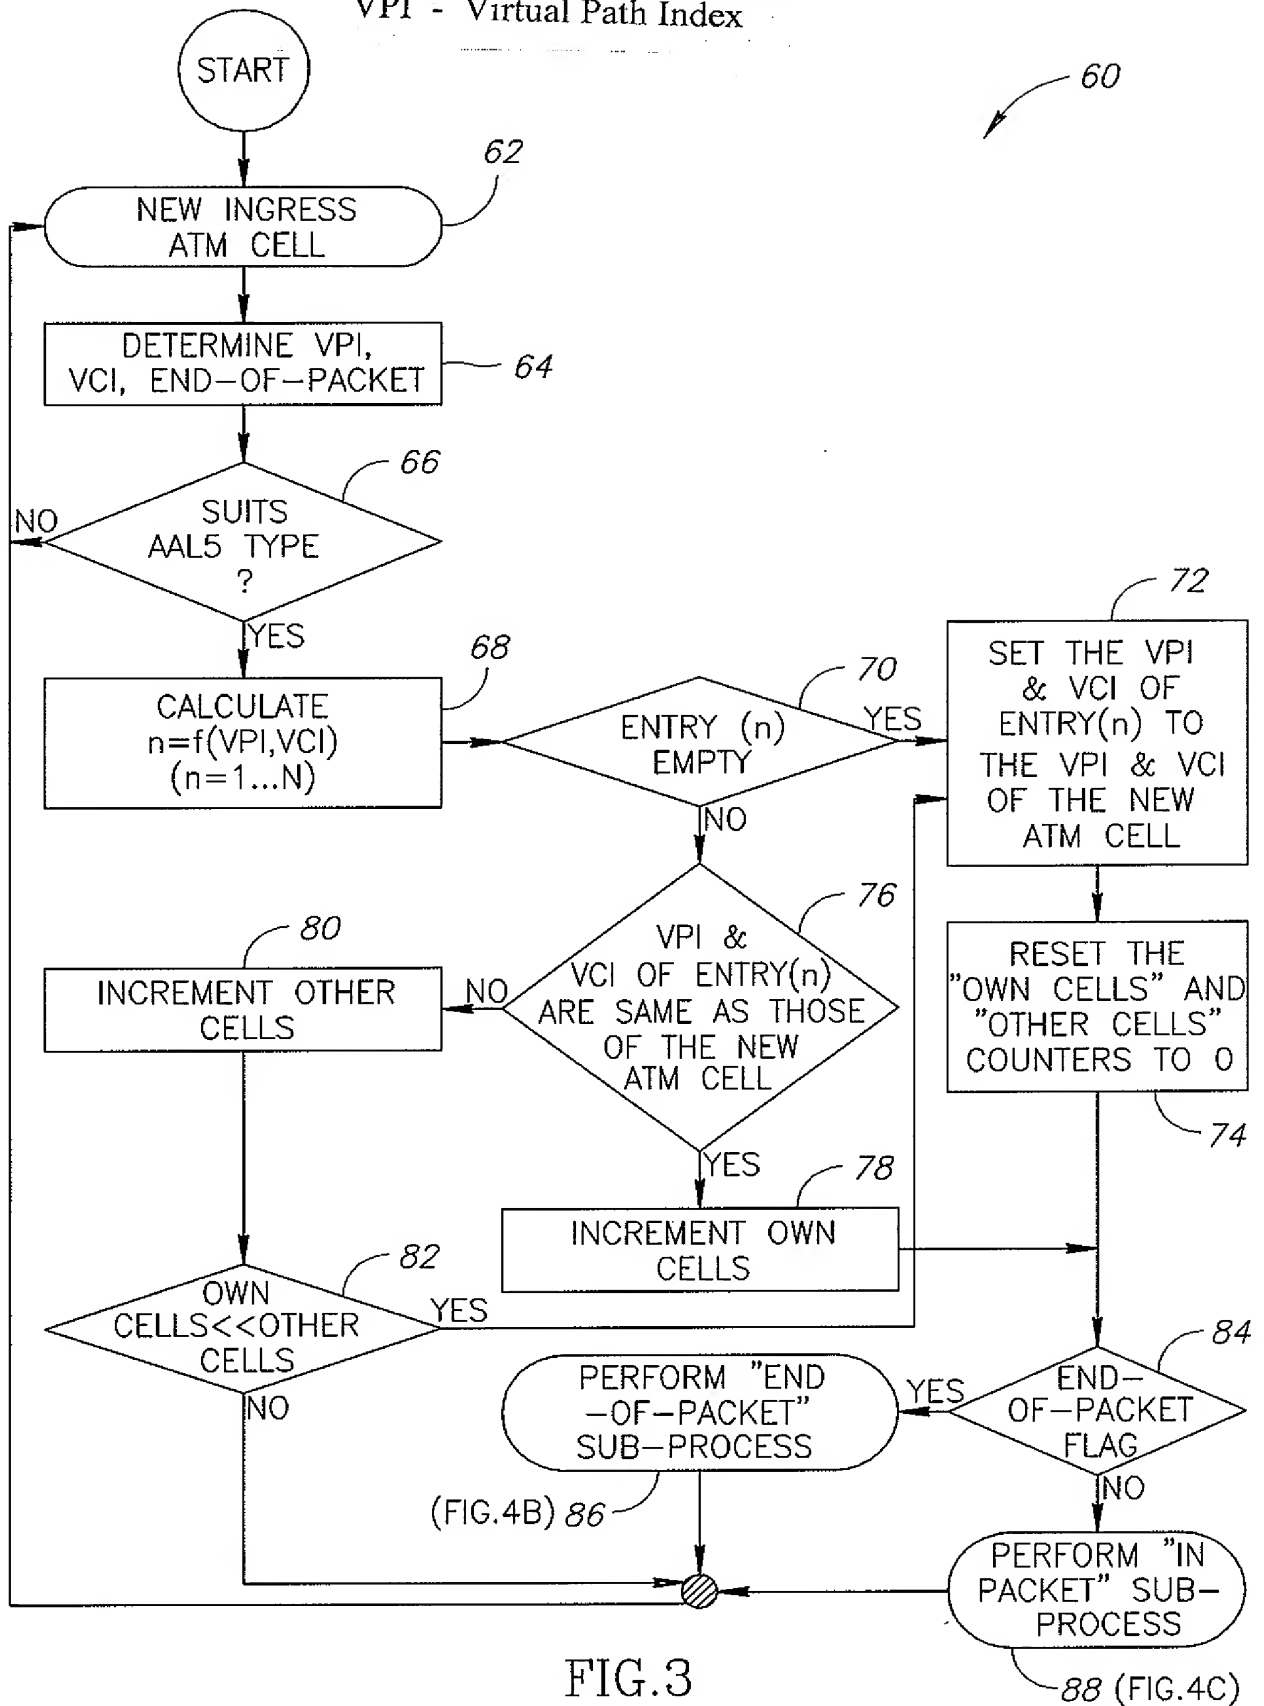 VPI - Virtual Path Index
START
60
62
NEW INGRESS
ATM CELL
DETERMINE VPI,
VCI, END-OF-PACKET
64
66
SUITS
AAL5 TYPE
?
NO
YES
68
CALCULATE
n=f(VPI,VCI)
(n=1...N)
70
ENTRY (n)
EMPTY
YES
NO
72
SET THE VPI
& VCI OF
ENTRY(n) TO
THE VPI & VCI
OF THE NEW
ATM CELL
76
VPI &
VCI OF ENTRY(n)
ARE SAME AS THOSE
OF THE NEW
ATM CELL
NO
YES
80
INCREMENT OTHER
CELLS
RESET THE
"OWN CELLS" AND
"OTHER CELLS"
COUNTERS TO 0
74
78
INCREMENT OWN
CELLS
82
OWN
CELLS<<OTHER
CELLS
YES
NO
84
END-
OF-PACKET
FLAG
YES
NO
PERFORM "END
-OF-PACKET"
SUB-PROCESS
(FIG.4B) 86
PERFORM "IN
PACKET" SUB-
PROCESS
88 (FIG.4C)
FIG.3